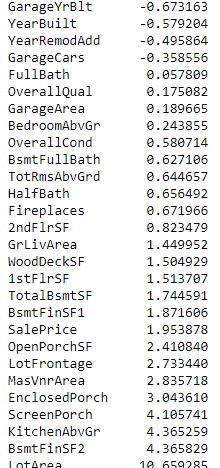 GarageYrBlt -0.673163
YearBuilt -0.579204
YearRemodAdd -0.495864
GarageCars -0.358556
FullBath 0.057809
OverallQual 0.175082
GarageArea 0.189665
BedroomAbvGr 0.243855
OverallCond 0.580714
BsmtFullBath 0.627106
TotRmsAbvGrd 0.644657
HalfBath 0.656492
Fireplaces 0.671966
2ndFlrSF 0.823479
GrLivArea 1.449952
WoodDeckSF 1.504929
1stFlrSF 1.513707
TotalBsmtSF 1.744591
BsmtFinSF1 1.871606
SalePrice 1.953878
OpenPorchSF 2.410840
LotFrontage 2.733440
MasVnrArea 2.835718
EnclosedPorch 3.043610
ScreenPorch 4.105741
KitchenAbvGr 4.365259
BsmtFinSF2 4.365829
LotArea 10.659285